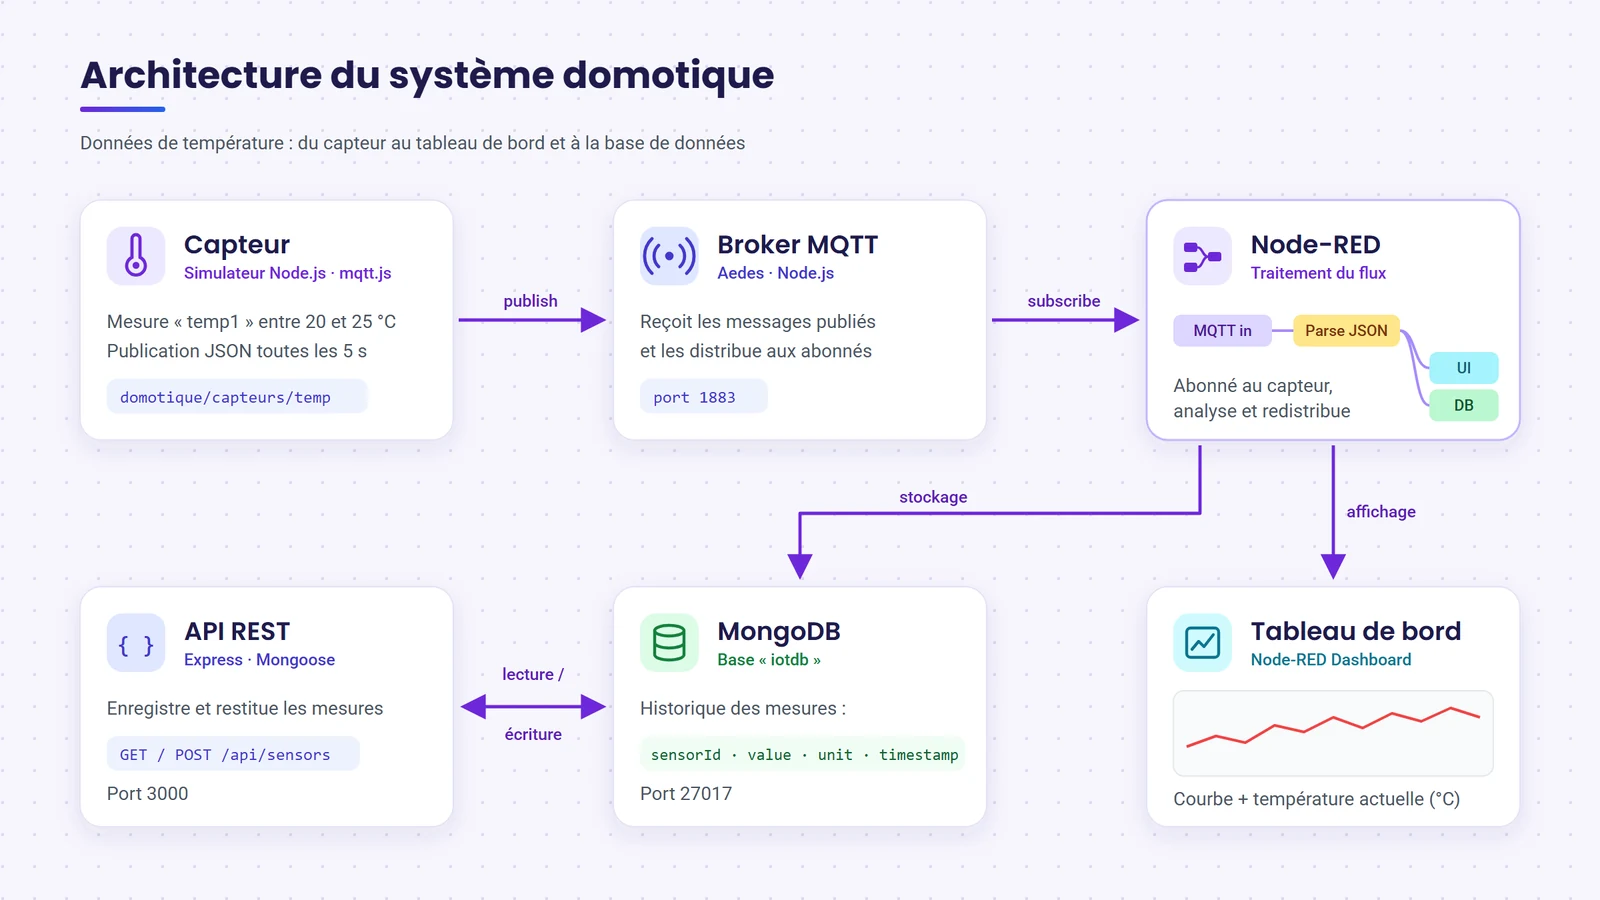 Architecture du système domotique
Données de température : du capteur au tableau de bord et à la base de données
Capteur
Simulateur Node.js · mqtt.js
Mesure « temp1 » entre 20 et 25 °C
Publication JSON toutes les 5 s
domotique/capteurs/temp
publish
Broker MQTT
Aedes · Node.js
Reçoit les messages publiés
et les distribue aux abonnés
port 1883
subscribe
Node-RED
Traitement du flux
MQTT in
Parse JSON
UI
DB
Abonné au capteur,
analyse et redistribue
stockage
affichage
API REST
Express · Mongoose
Enregistre et restitue les mesures
GET / POST /api/sensors
Port 3000
lecture /
écriture
MongoDB
Base « iotdb »
Historique des mesures :
sensorId · value · unit · timestamp
Port 27017
Tableau de bord
Node-RED Dashboard
Courbe + température actuelle (°C)